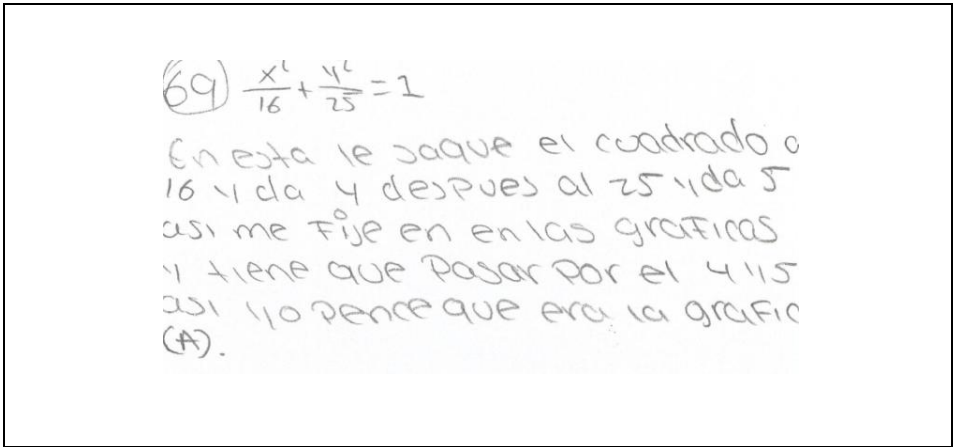 69) x²/16 + y²/25 = 1
En esta le saque el cuadrado a
16 y da 4 despues al 25 y da 5
asi me Fije en en las graficas
y tiene que Pasar Por el 4 y 5
asi yo pence que era la grafic
(A).